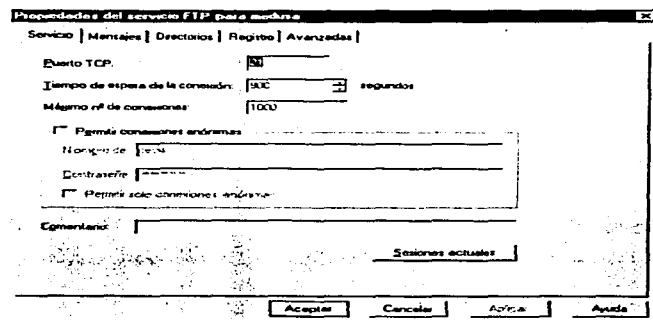 Propiedades del servicio FTP para medusa
Servicio Mensajes Directorios Registro Avanzadas
Puerto TCP:
Tiempo de espera de la conexión: 900 segundos
Máximo nº de conexiones: 1000
Permitir conexiones anónimas
Nombre de
Contraseña
Permitir sólo conexiones anónimas
Comentario:
Sesiones actuales
Aceptar Cancelar Aplicar Ayuda